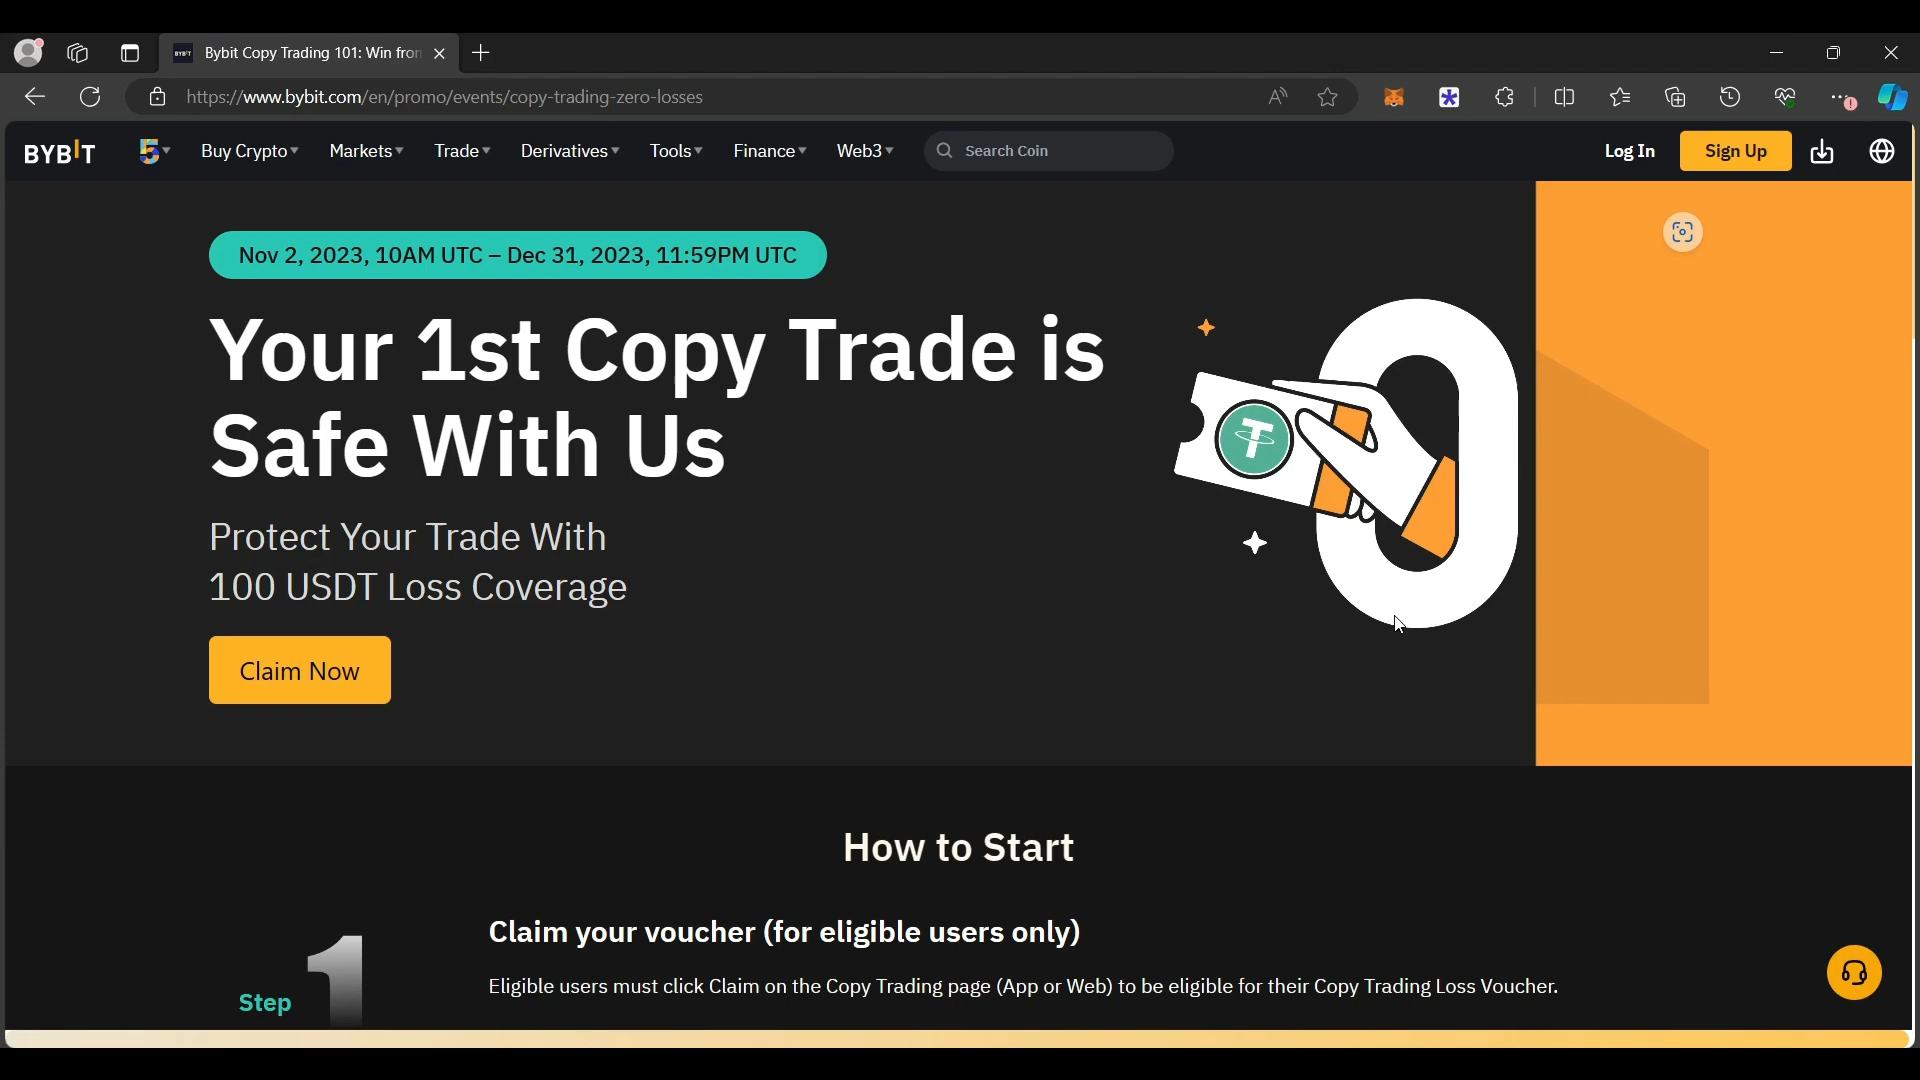 Bybit Copy Trading 101: Win from
https://www.bybit.com/en/promo/events/copy-trading-zero-losses
BYBIT
5
Buy Crypto
Markets
Trade
Derivatives
Tools
Finance
Web3
Search Coin
Log In
Sign Up
Nov 2, 2023, 10AM UTC – Dec 31, 2023, 11:59PM UTC
Your 1st Copy Trade is
Safe With Us
Protect Your Trade With
100 USDT Loss Coverage
Claim Now
How to Start
Step 1
Claim your voucher (for eligible users only)
Eligible users must click Claim on the Copy Trading page (App or Web) to be eligible for their Copy Trading Loss Voucher.